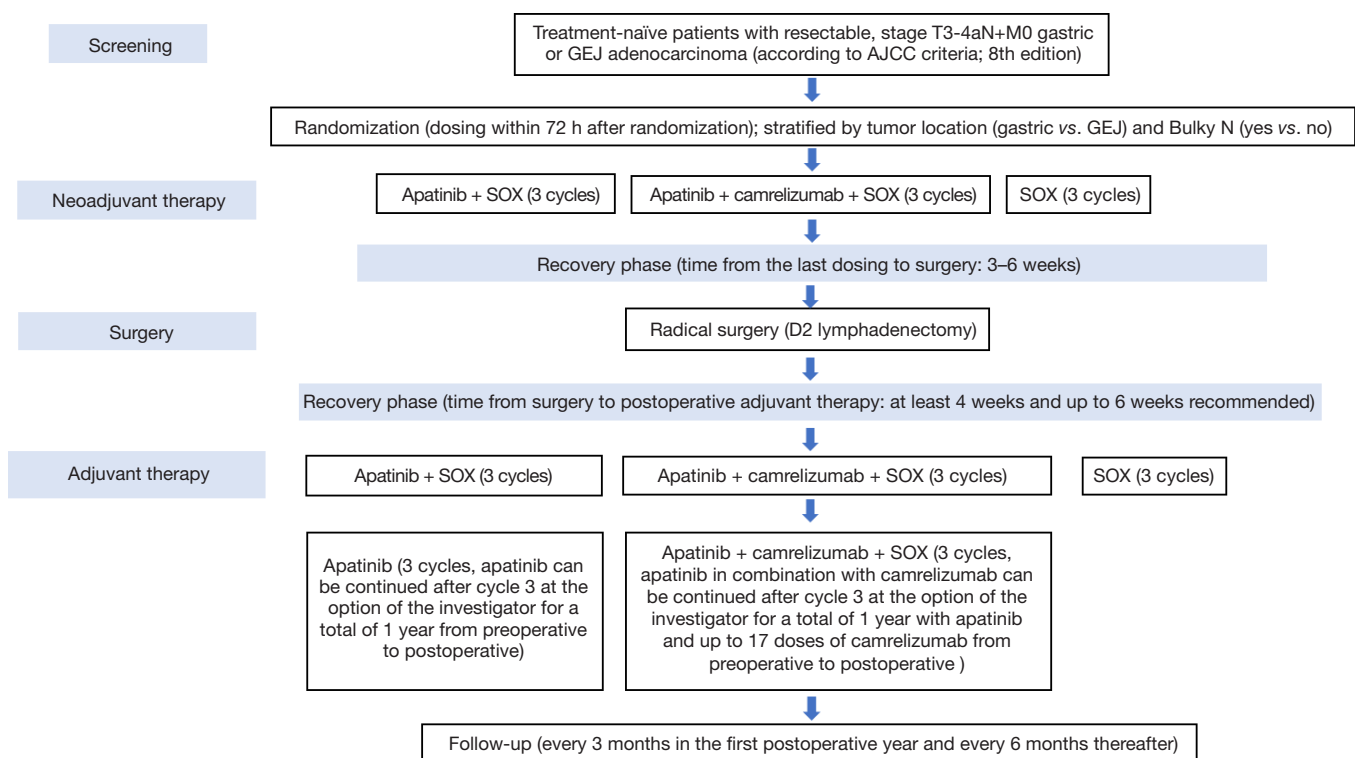 Screening
Treatment-naïve patients with resectable, stage T3-4aN+M0 gastric
or GEJ adenocarcinoma (according to AJCC criteria; 8th edition)
Randomization (dosing within 72 h after randomization); stratified by tumor location (gastric vs. GEJ) and Bulky N (yes vs. no)
Neoadjuvant therapy
Apatinib + SOX (3 cycles)
Apatinib + camrelizumab + SOX (3 cycles)
SOX (3 cycles)
Recovery phase (time from the last dosing to surgery: 3–6 weeks)
Surgery
Radical surgery (D2 lymphadenectomy)
Recovery phase (time from surgery to postoperative adjuvant therapy: at least 4 weeks and up to 6 weeks recommended)
Adjuvant therapy
Apatinib + SOX (3 cycles)
Apatinib + camrelizumab + SOX (3 cycles)
SOX (3 cycles)
Apatinib (3 cycles, apatinib can
be continued after cycle 3 at the
option of the investigator for a
total of 1 year from preoperative
to postoperative)
Apatinib + camrelizumab + SOX (3 cycles,
apatinib in combination with camrelizumab can
be continued after cycle 3 at the option of the
investigator for a total of 1 year with apatinib
and up to 17 doses of camrelizumab from
preoperative to postoperative )
Follow-up (every 3 months in the first postoperative year and every 6 months thereafter)